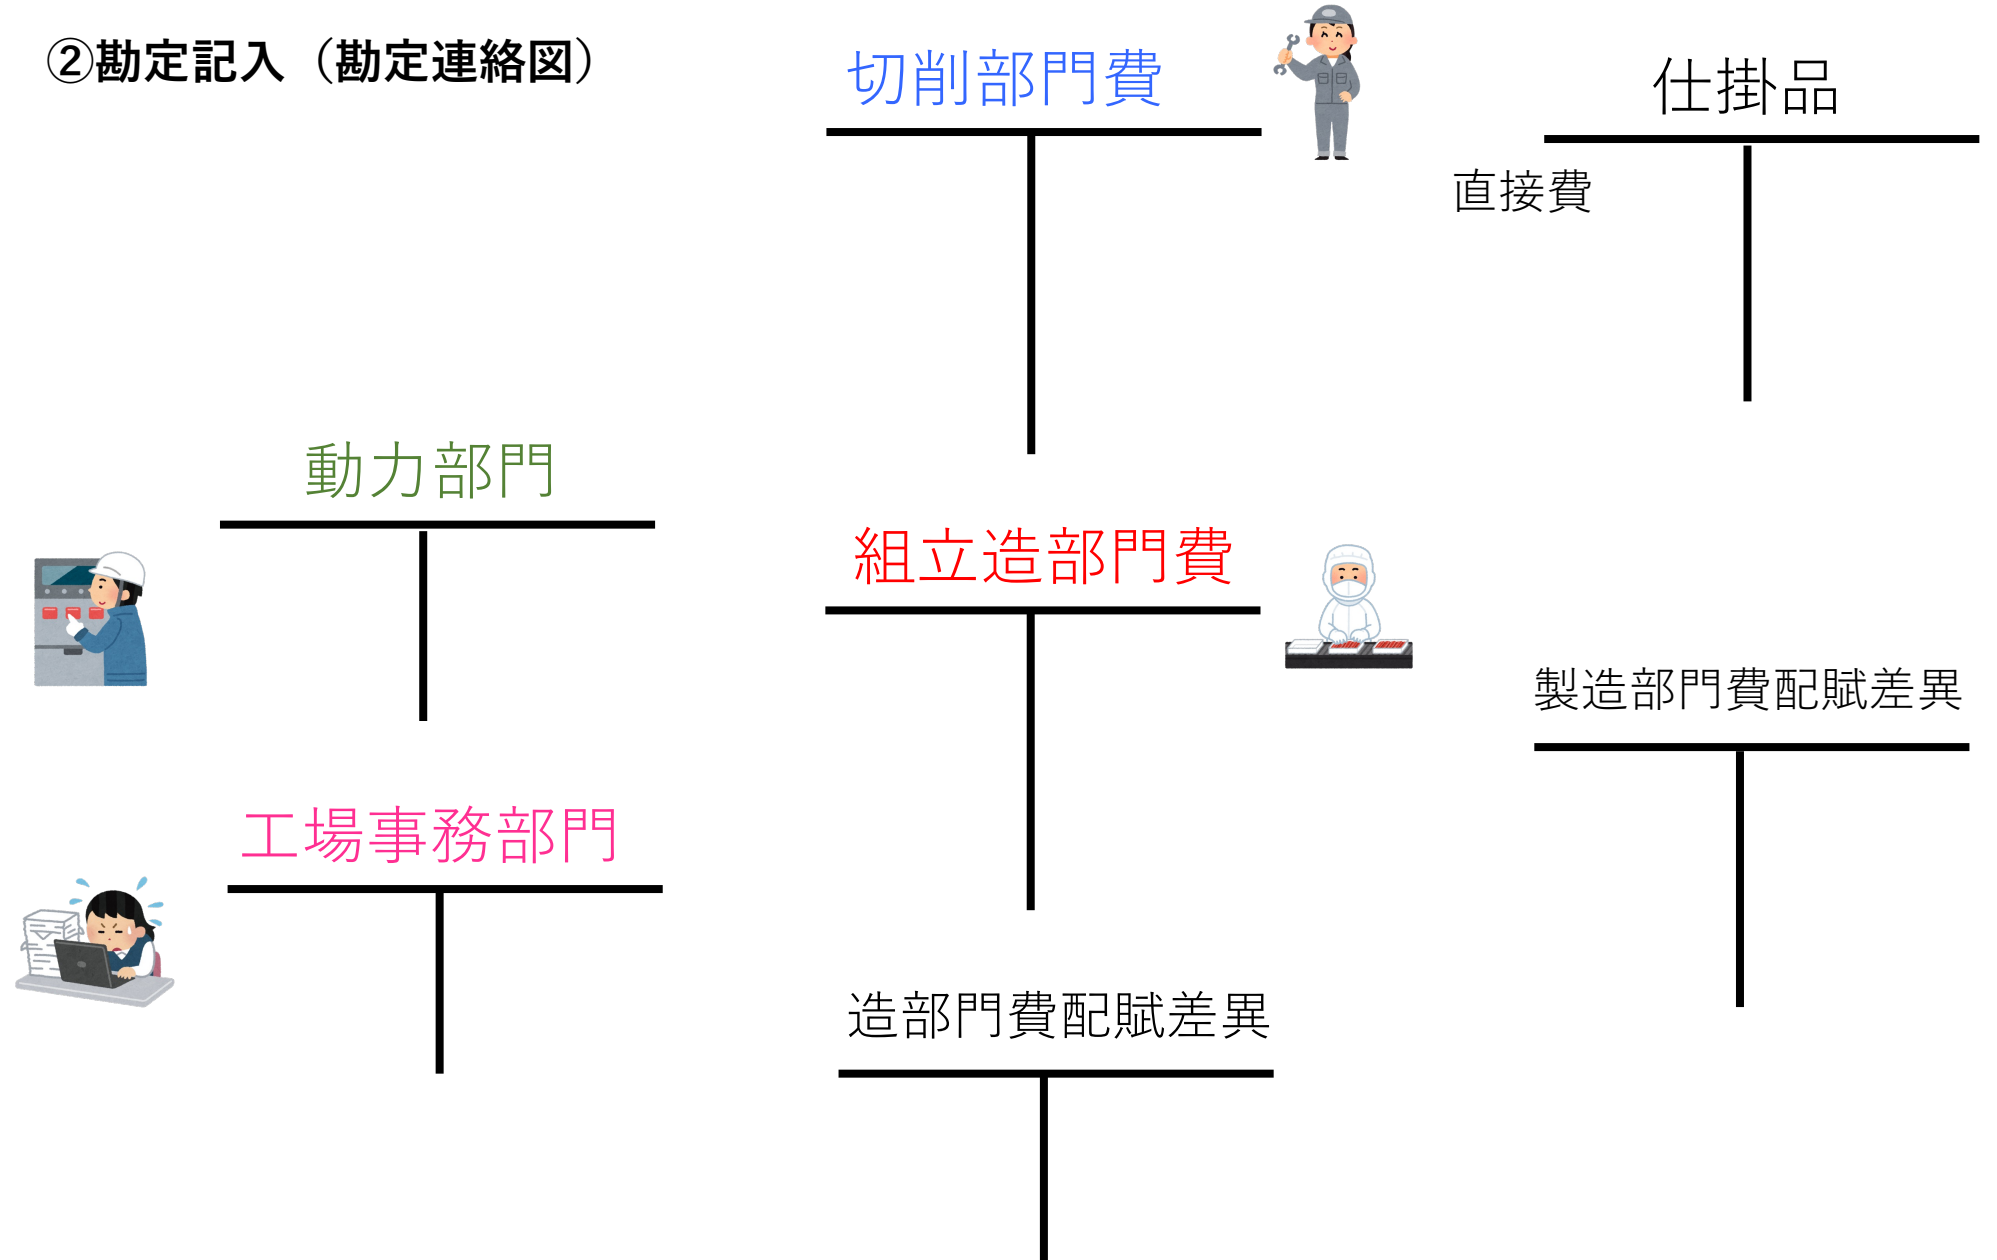 ②勘定記入（勘定連絡図）
切削部門費
仕掛品
直接費
動力部門
組立造部門費
製造部門費配賦差異
工場事務部門
造部門費配賦差異